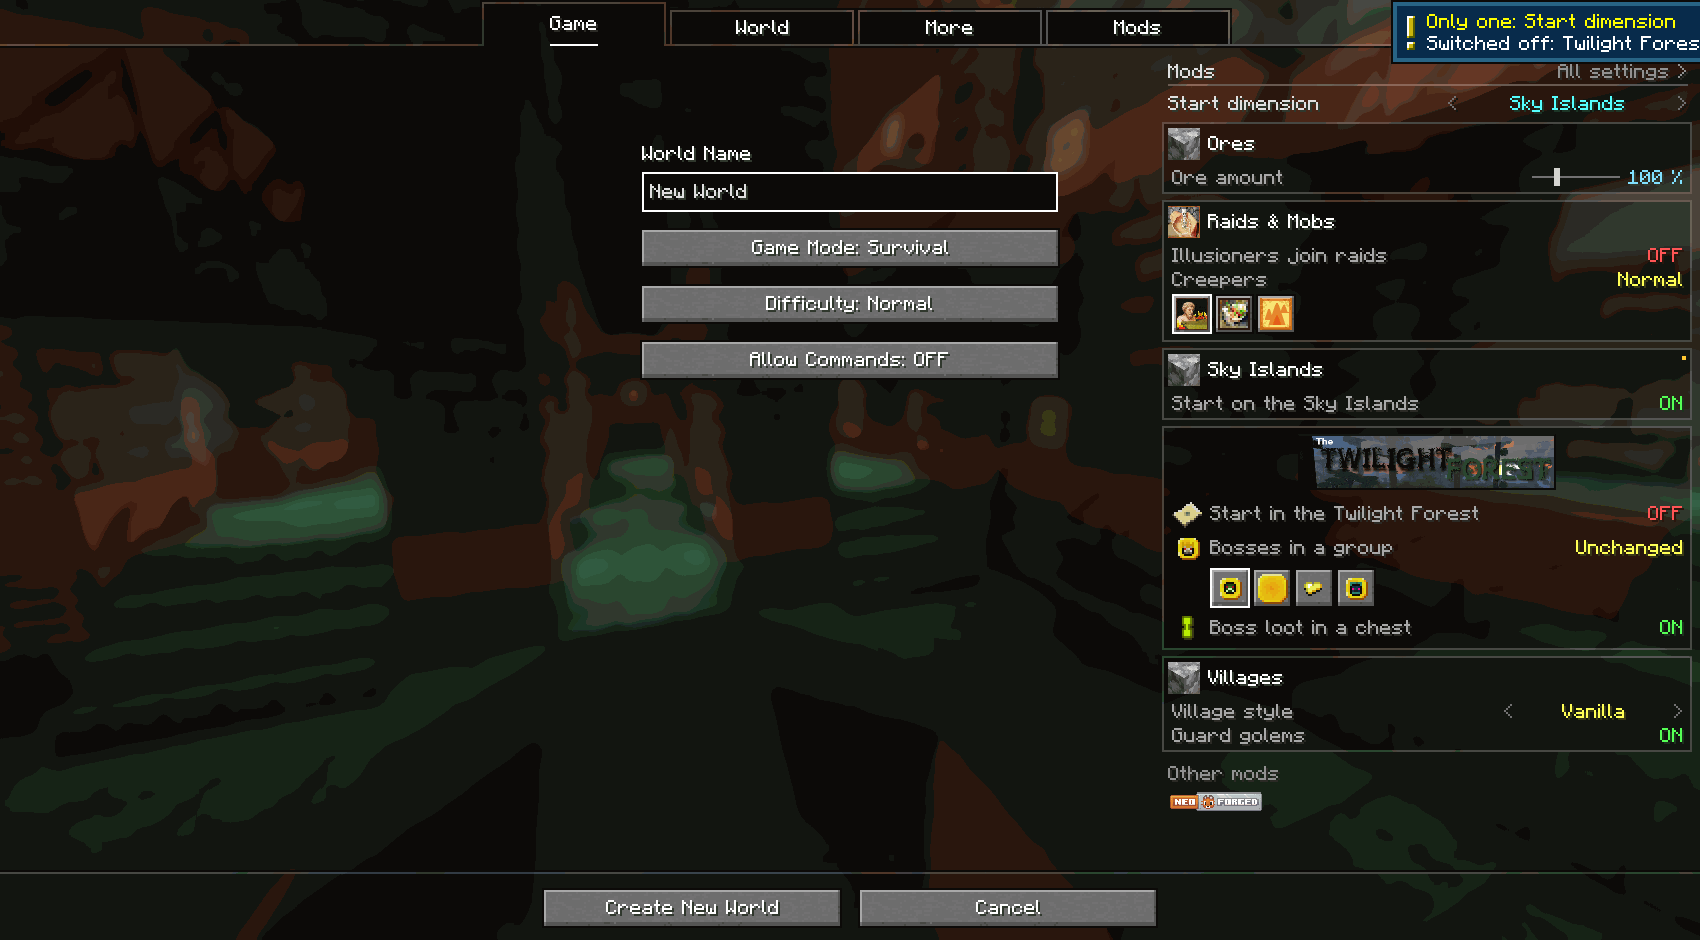 Game
World
More
Mods
Only one: Start dimension
Switched off: Twilight Fores
Mods
All settings >
Start dimension
< Sky Islands >
World Name
New World
Game Mode: Survival
Difficulty: Normal
Allow Commands: OFF
Ores
Ore amount
100 %
Raids & Mobs
Illusioners join raids
OFF
Creepers
Normal
Sky Islands
Start on the Sky Islands
ON
The
TWILIGHT FOREST
Start in the Twilight Forest
OFF
Bosses in a group
Unchanged
Boss loot in a chest
ON
Villages
Village style
< Vanilla >
Guard golems
ON
Other mods
NEO FORGED
Create New World
Cancel